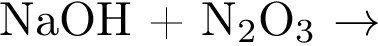 NaOH + N₂O₃ →